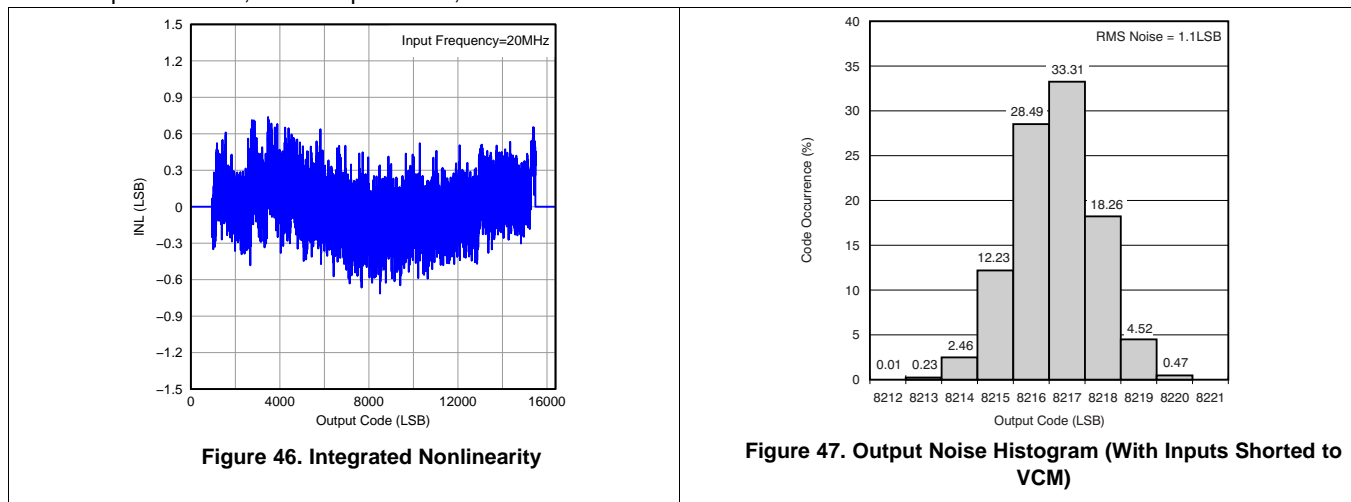 1.5
1.2
0.9
0.6
0.3
0
−0.3
−0.6
−0.9
−1.2
−1.5
INL (LSB)
Input Frequency=20MHz
0 4000 8000 12000 16000
Output Code (LSB)
Figure 46. Integrated Nonlinearity
40
35
30
25
20
15
10
5
0
Code Occurrence (%)
RMS Noise = 1.1LSB
0.01 0.23 2.46 12.23 28.49 33.31 18.26 4.52 0.47
8212 8213 8214 8215 8216 8217 8218 8219 8220 8221
Output Code (LSB)
Figure 47. Output Noise Histogram (With Inputs Shorted to
VCM)